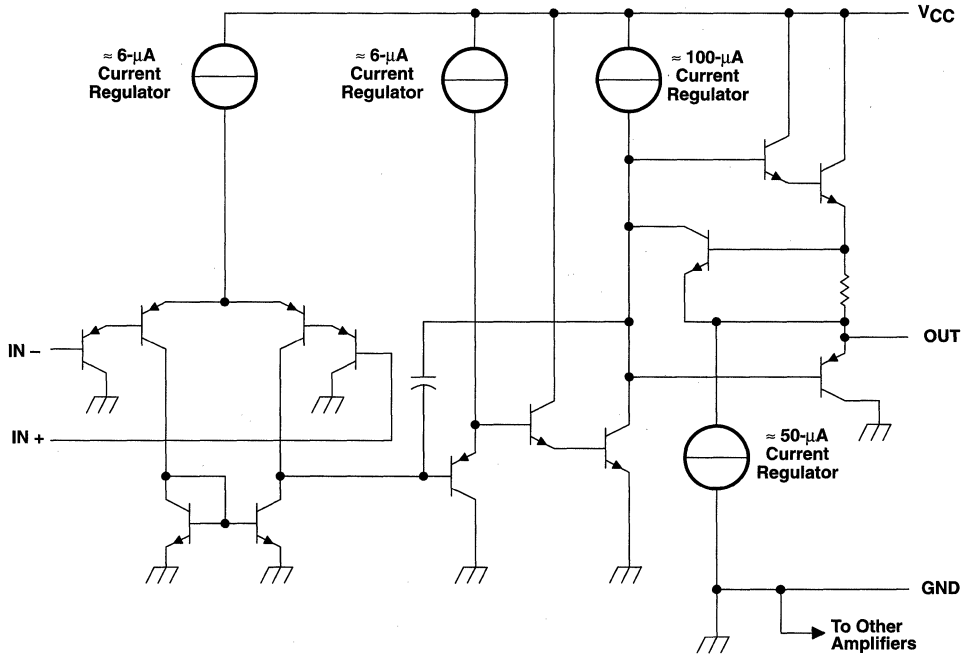 VCC
≈ 6-µA
Current
Regulator
≈ 6-µA
Current
Regulator
≈ 100-µA
Current
Regulator
IN –
OUT
IN +
≈ 50-µA
Current
Regulator
GND
To Other
Amplifiers